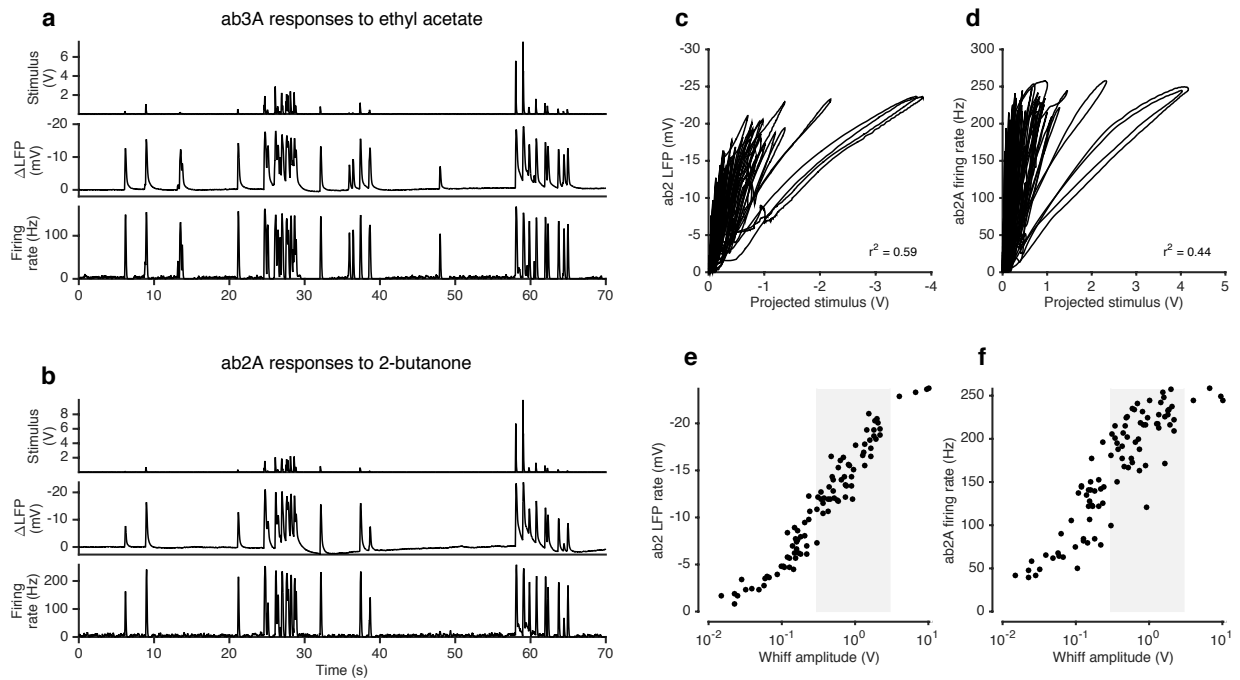 a
ab3A responses to ethyl acetate
Stimulus
(V)
6
4
2
ΔLFP
(mV)
-20
-10
0
Firing
rate (Hz)
100
0
0 10 20 30 40 50 60 70
b
ab2A responses to 2-butanone
Stimulus
(V)
8
6
4
2
ΔLFP
(mV)
-20
-10
0
Firing
rate (Hz)
200
100
0
0 10 20 30 40 50 60 70
Time (s)
c
ab2 LFP (mV)
-30
-25
-20
-15
-10
-5
0
r² = 0.59
0 -1 -2 -3 -4
Projected stimulus (V)
d
ab2A firing rate (Hz)
300
250
200
150
100
50
0
r² = 0.44
0 1 2 3 4 5
Projected stimulus (V)
e
ab2 LFP rate (mV)
-20
-15
-10
-5
0
10⁻² 10⁻¹ 10⁰ 10¹
Whiff amplitude (V)
f
ab2A firing rate (Hz)
250
200
150
100
50
0
10⁻² 10⁻¹ 10⁰ 10¹
Whiff amplitude (V)